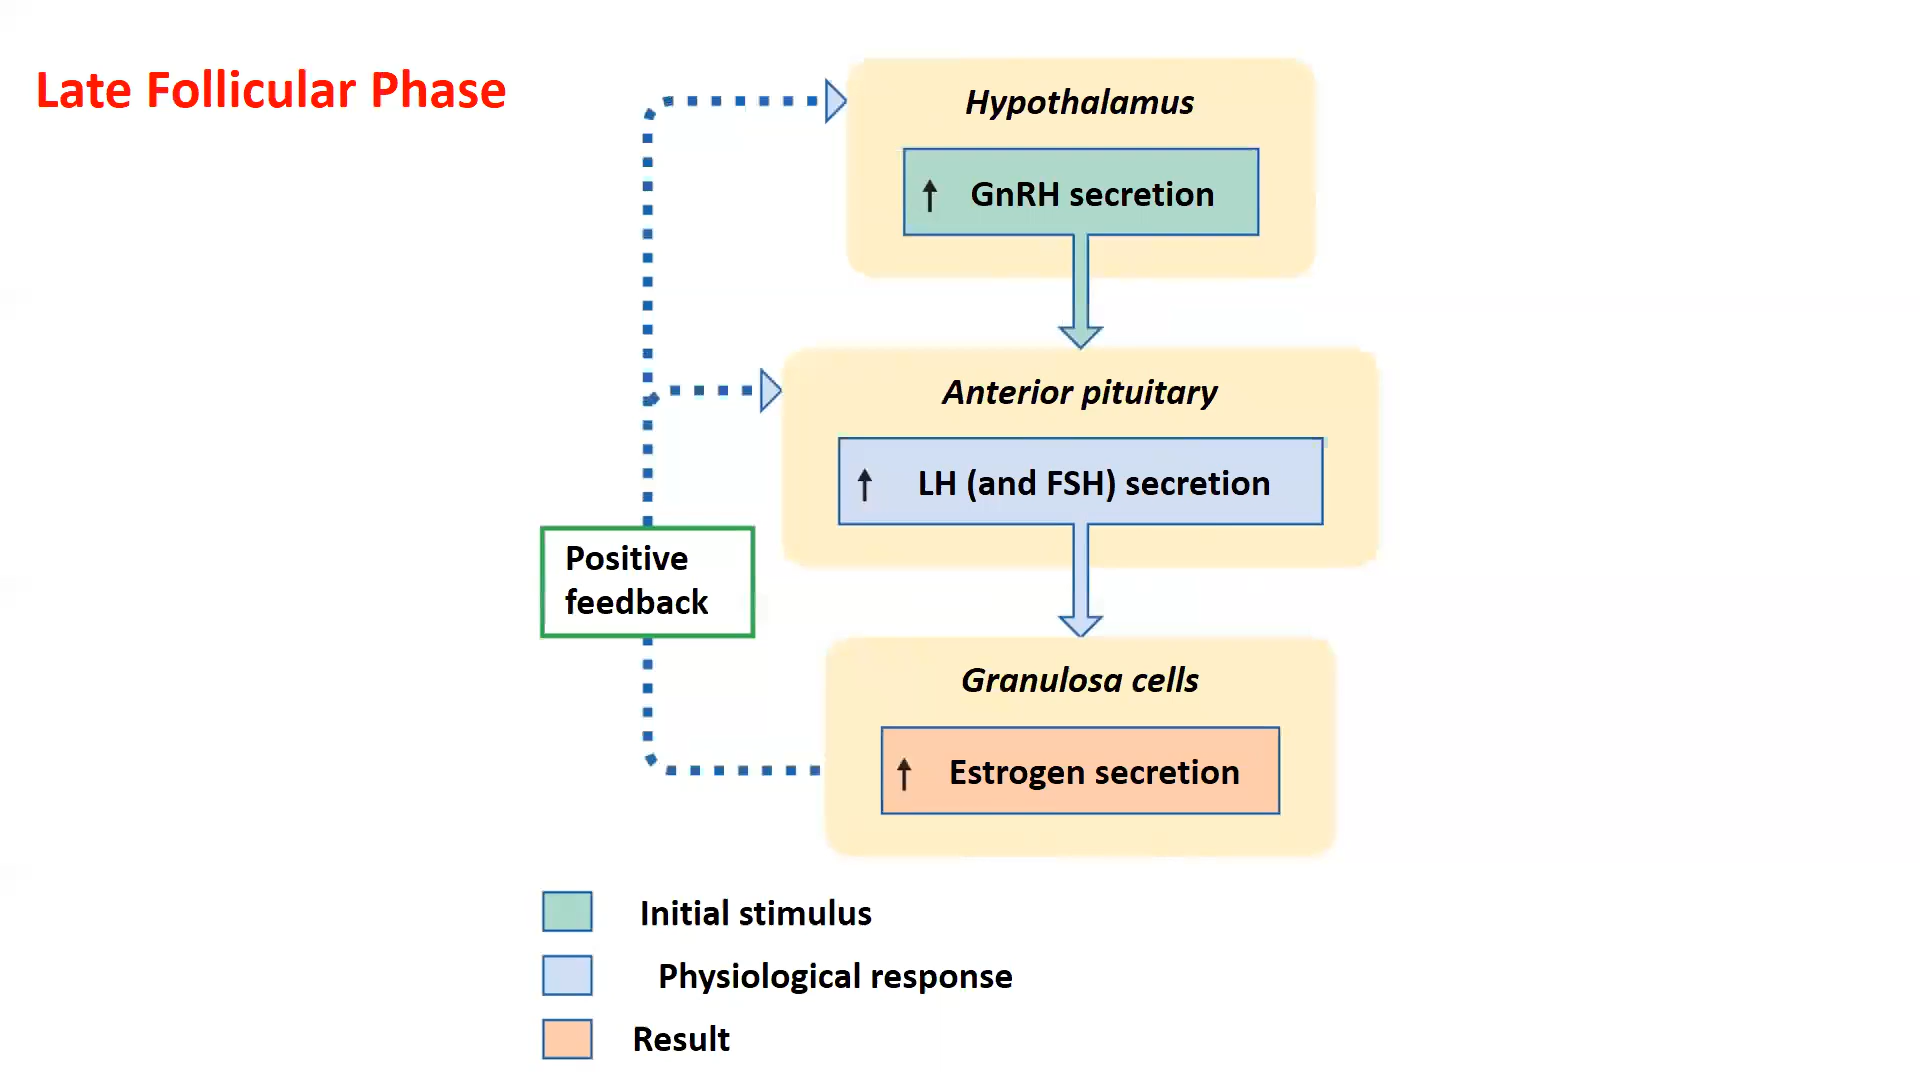 Late Follicular Phase
Hypothalamus
↑ GnRH secretion
Anterior pituitary
↑ LH (and FSH) secretion
Positive
feedback
Granulosa cells
↑ Estrogen secretion
Initial stimulus
Physiological response
Result